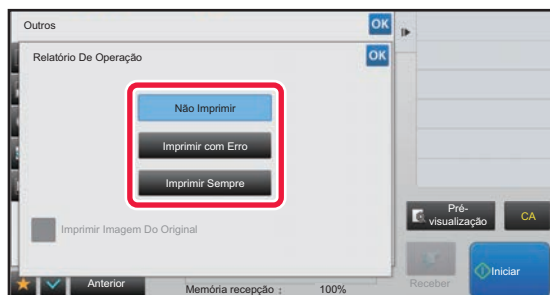 Outros
OK
Relatório De Operação
OK
Não Imprimir
Imprimir com Erro
Imprimir Sempre
Imprimir Imagem Do Original
Pré-
visualização
CA
Anterior
Memória recepção :
100%
Receber
Iniciar